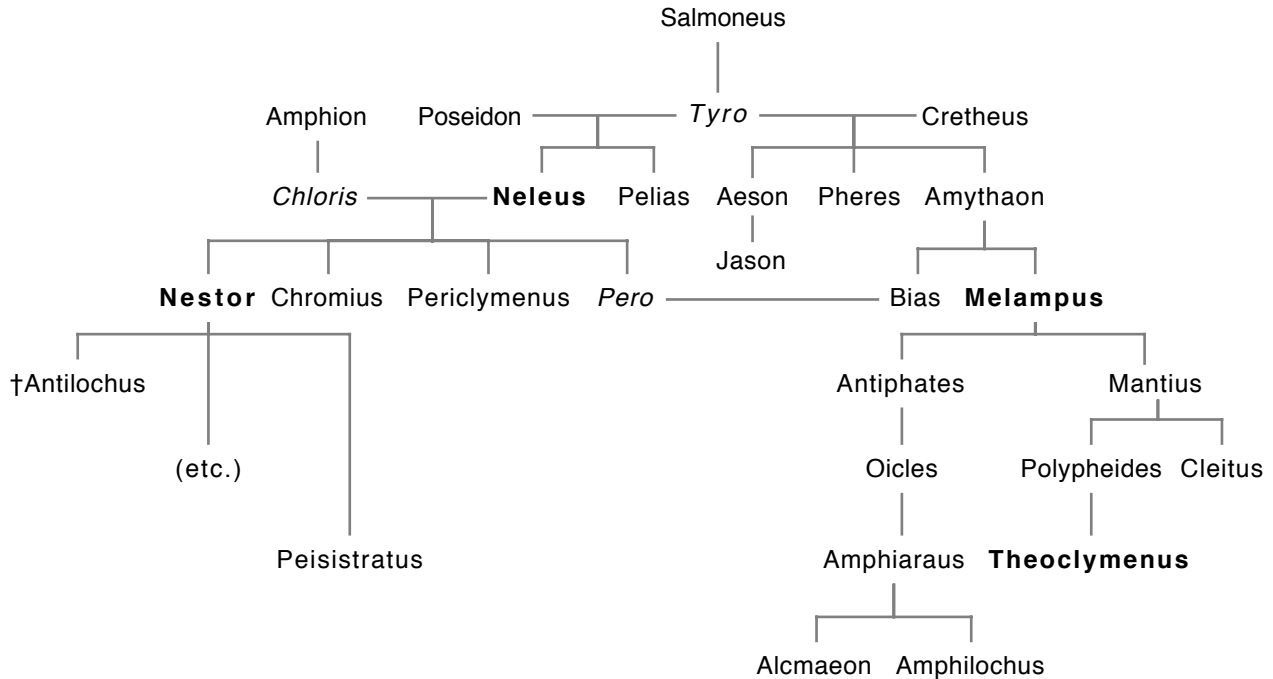 Salmoneus
Amphion Poseidon Tyro Cretheus
Chloris Neleus Pelias Aeson Pheres Amythaon
Jason
Nestor Chromius Periclymenus Pero Bias Melampus
†Antilochus Antiphates Mantius
(etc.) Oicles Polypheides Cleitus
Peisistratus Amphiaraus Theoclymenus
Alcmaeon Amphilochus